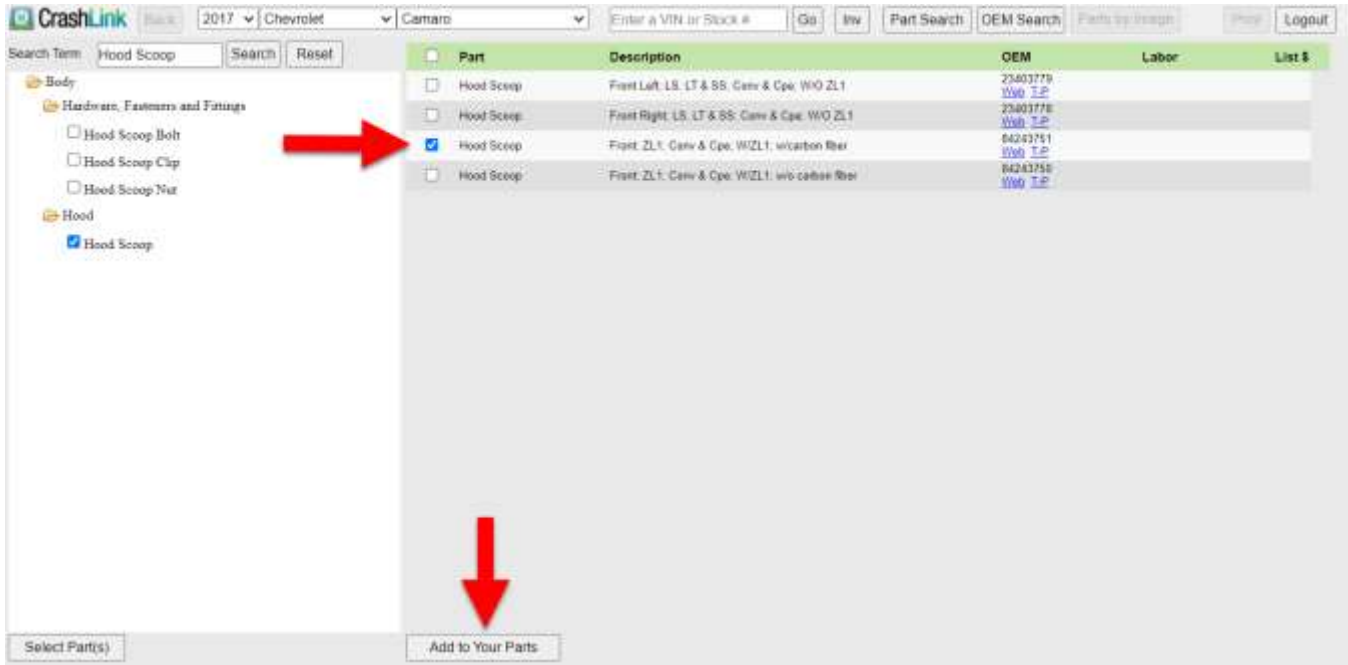 CrashLink Back 2017 Chevrolet Camaro Enter a VIN or Stock # Go Inv Part Search OEM Search Parts by Image Print Logout
Search Term Hood Scoop Search Reset
Body
Hardware, Fasteners and Fittings
Hood Scoop Bolt
Hood Scoop Clip
Hood Scoop Nut
Hood
Hood Scoop
Select Part(s)
Part Description OEM Labor List $
Hood Scoop Front Left; LS, LT & SS; Conv & Cpe; W/O ZL1 23403779
Web T-P
Hood Scoop Front Right; LS, LT & SS; Conv & Cpe; W/O ZL1 23403778
Web T-P
Hood Scoop Front; ZL1; Conv & Cpe; W/ZL1; w/carbon fiber 84243751
Web T-P
Hood Scoop Front; ZL1; Conv & Cpe; W/ZL1; w/o carbon fiber 84243750
Web T-P
Add to Your Parts